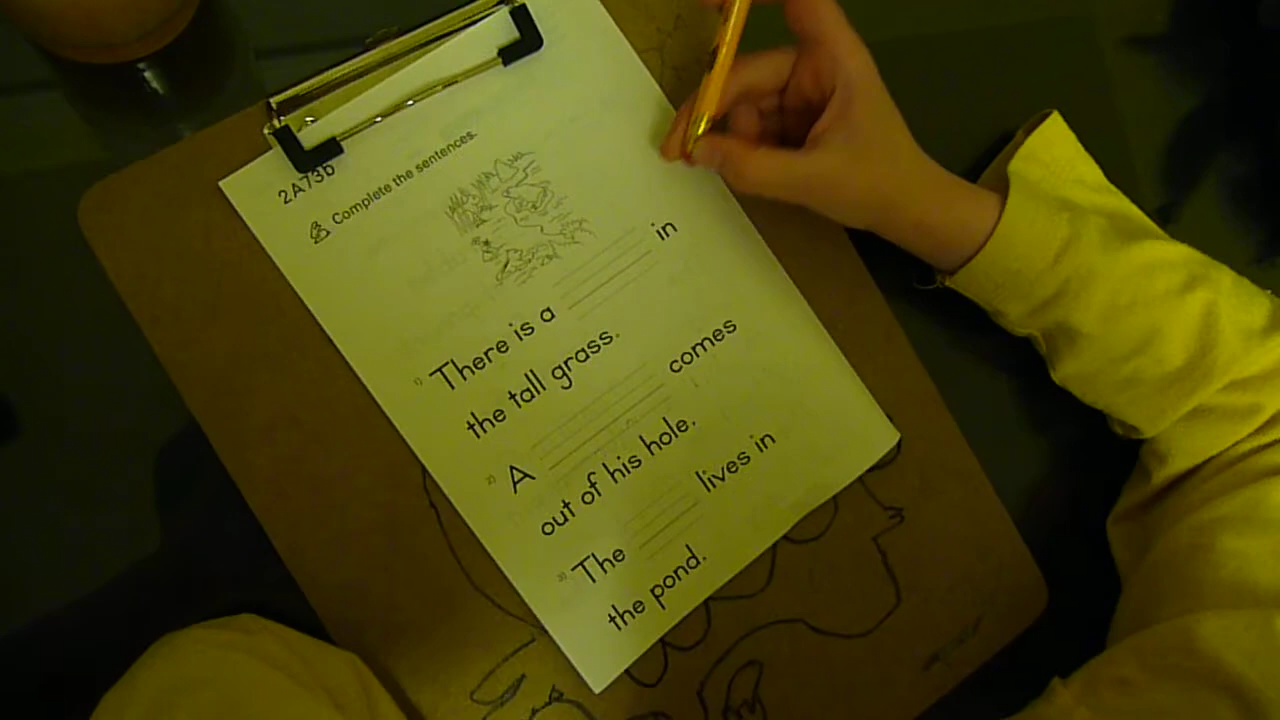 2A73b
Complete the sentences.
1) There is a in
the tall grass.
2) A comes
out of his hole.
3) The lives in
the pond.